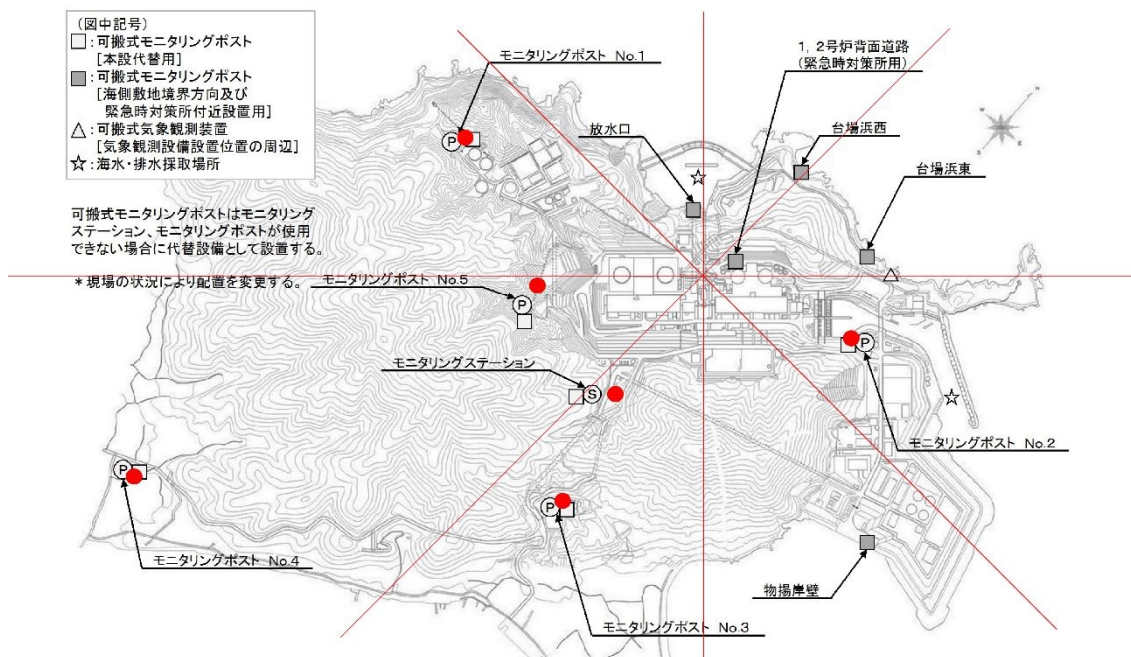 (図中記号)
□:可搬式モニタリングポスト
[本設代替用]
■:可搬式モニタリングポスト
[海側敷地境界方向及び
緊急時対策所付近設置用]
△:可搬式気象観測装置
[気象観測設備設置位置の周辺]
☆:海水・排水採取場所
可搬式モニタリングポストはモニタリング
ステーション、モニタリングポストが使用
できない場合に代替設備として設置する。
*現場の状況により配置を変更する。
モニタリングポスト No.1
1,2号炉背面道路
(緊急時対策所用)
放水口
台場浜西
台場浜東
N
W
E
S
P
モニタリングポスト No.5
P
モニタリングステーション
S
P
モニタリングポスト No.2
P
モニタリングポスト No.4
P
モニタリングポスト No.3
物揚岸壁